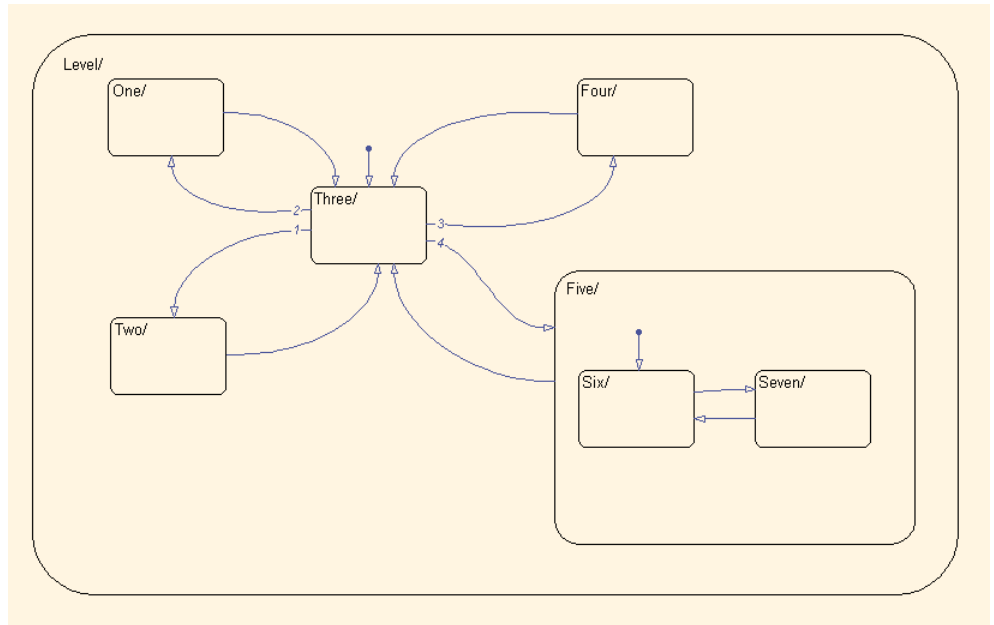 Level/
One/
Four/
Three/
2
1
3
4
Five/
Two/
Six/
Seven/